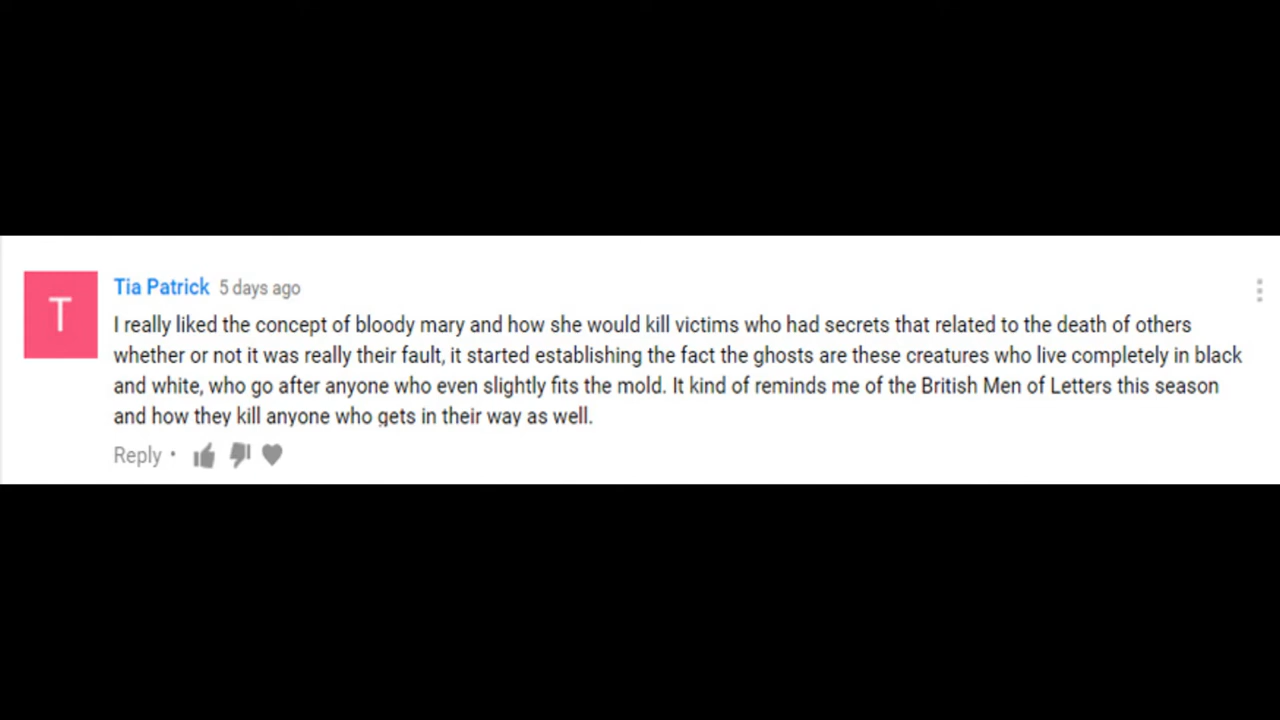 T
Tia Patrick 5 days ago
I really liked the concept of bloody mary and how she would kill victims who had secrets that related to the death of others
whether or not it was really their fault, it started establishing the fact the ghosts are these creatures who live completely in black
and white, who go after anyone who even slightly fits the mold. It kind of reminds me of the British Men of Letters this season
and how they kill anyone who gets in their way as well.
Reply •